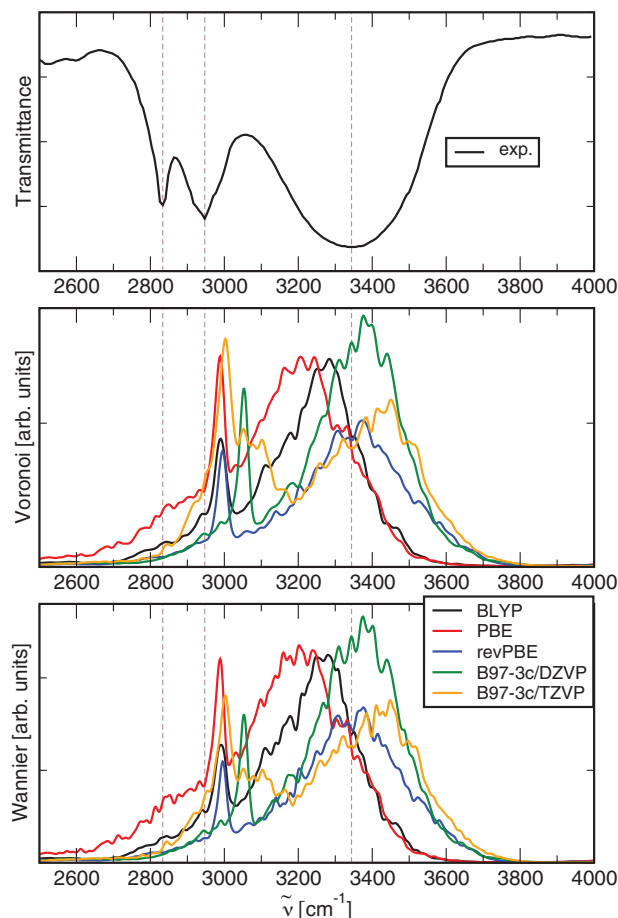 Transmittance
exp.
2600 2800 3000 3200 3400 3600 3800 4000
Voronoi [arb. units]
2600 2800 3000 3200 3400 3600 3800 4000
BLYP
PBE
revPBE
B97-3c/DZVP
B97-3c/TZVP
Wannier [arb. units]
2600 2800 3000 3200 3400 3600 3800 4000
ν̃ [cm⁻¹]